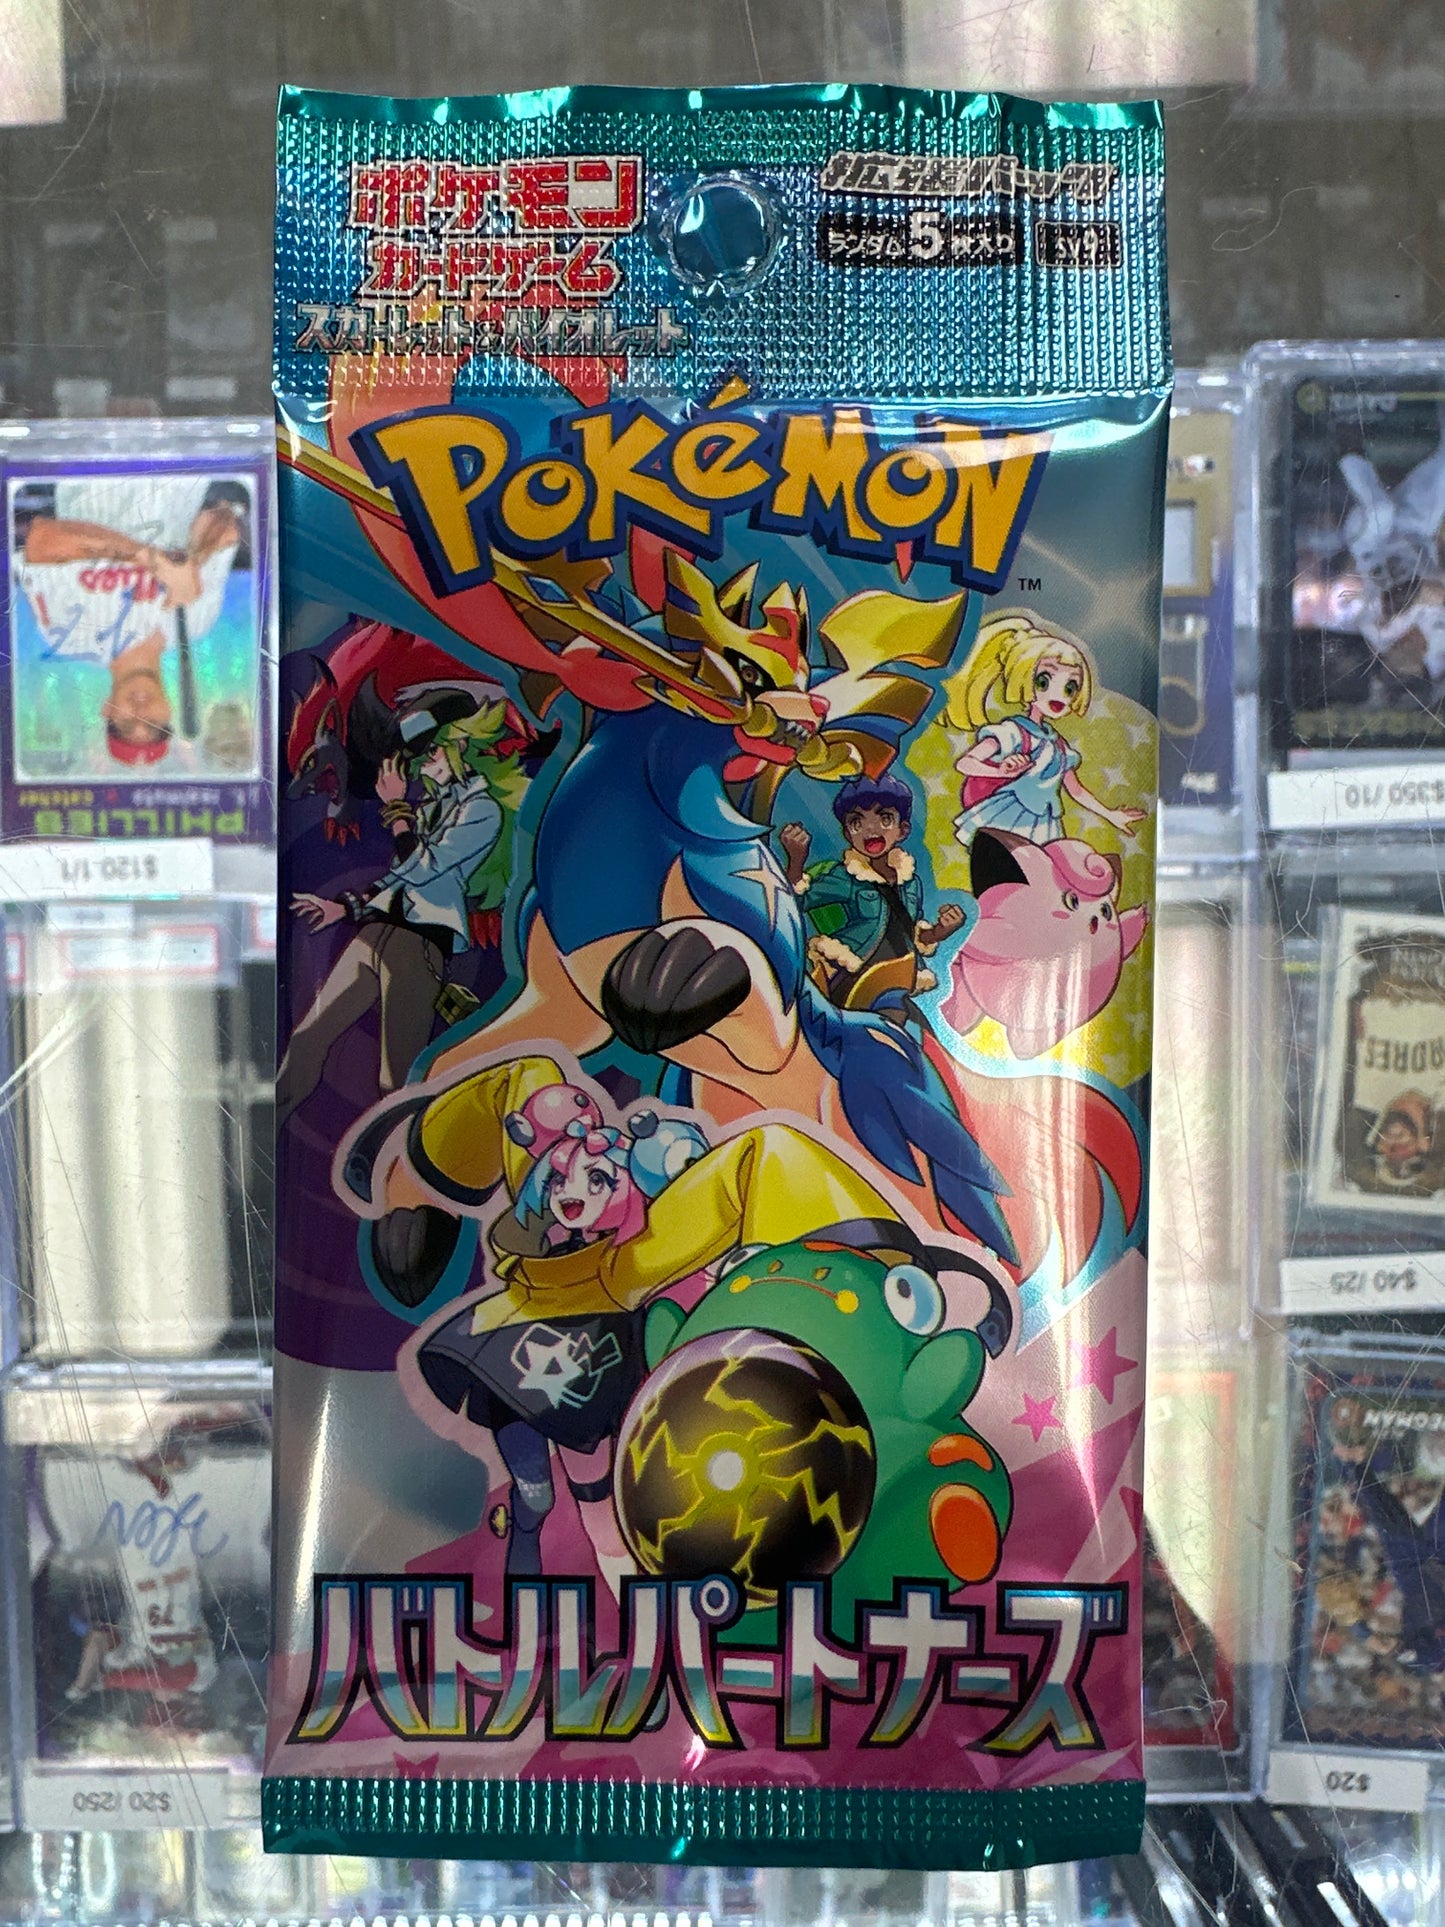 ポケモン
カードゲーム
スカーレット&バイオレット
拡張パック
ランダム5枚入り
sv9
POKéMON
TM
バトルパートナーズ
PHILLIES
catcher
$120 1/1
$350 /10
$40 /25
$20 /250
$20
79